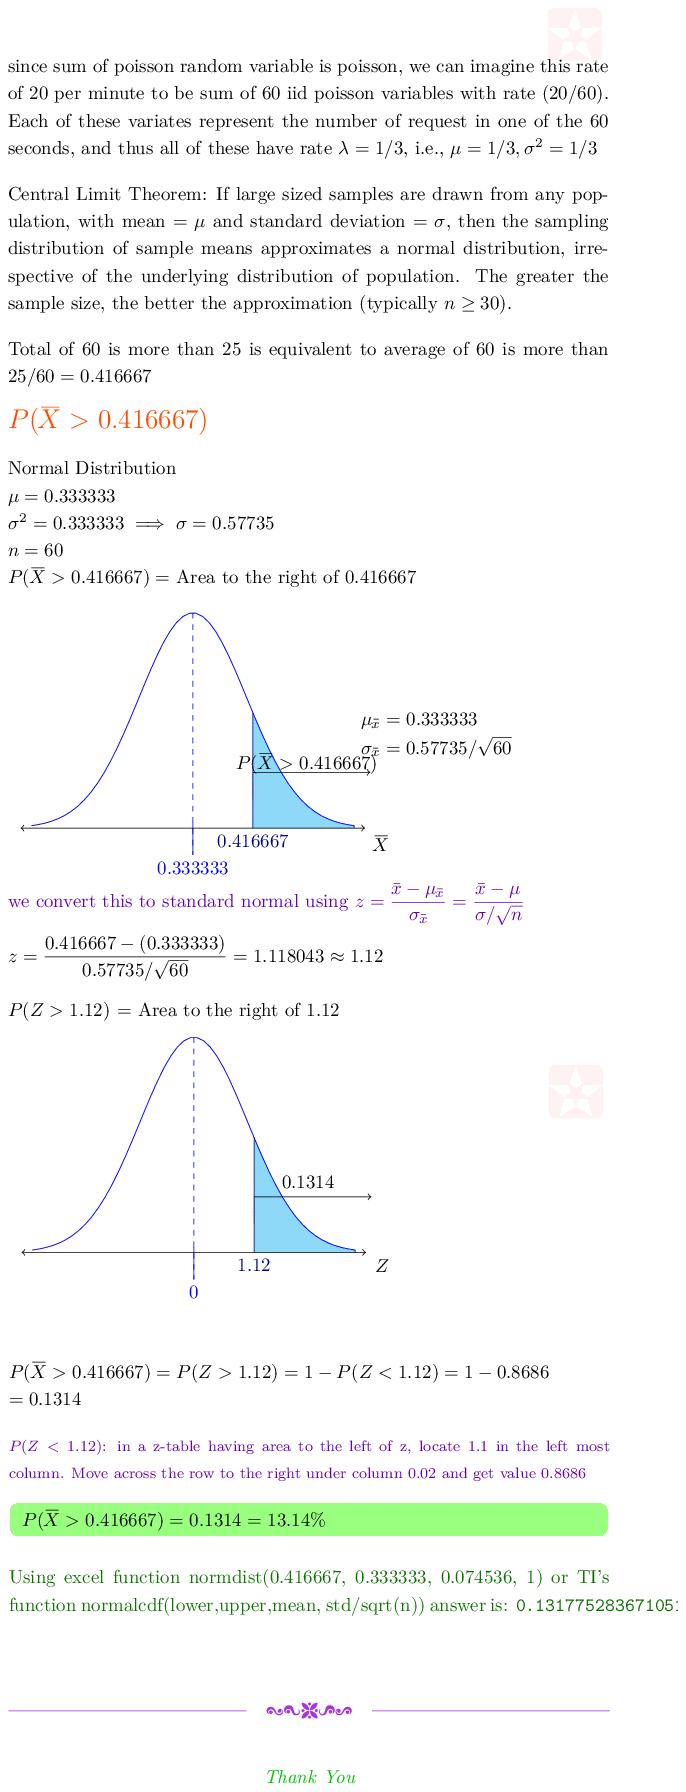 since sum of poisson random variable is poisson, we can imagine this rate
of 20 per minute to be sum of 60 iid poisson variables with rate (20/60).
Each of these variates represent the number of request in one of the 60
seconds, and thus all of these have rate λ = 1/3, i.e., μ = 1/3, σ² = 1/3
Central Limit Theorem: If large sized samples are drawn from any pop-
ulation, with mean = μ and standard deviation = σ, then the sampling
distribution of sample means approximates a normal distribution, irre-
spective of the underlying distribution of population. The greater the
sample size, the better the approximation (typically n ≥ 30).
Total of 60 is more than 25 is equivalent to average of 60 is more than
25/60 = 0.416667
P(X̅ > 0.416667)
Normal Distribution
μ = 0.333333
σ² = 0.333333 ⟹ σ = 0.57735
n = 60
P(X̅ > 0.416667) = Area to the right of 0.416667
μ_x̄ = 0.333333
σ_x̄ = 0.57735/√60
P(X̅ > 0.416667)
0.416667
X̅
0.333333
we convert this to standard normal using z = (x̄ − μ_x̄)/σ_x̄ = (x̄ − μ)/(σ/√n)
z = (0.416667 − (0.333333))/(0.57735/√60) = 1.118043 ≈ 1.12
P(Z > 1.12) = Area to the right of 1.12
0.1314
1.12
Z
0
P(X̅ > 0.416667) = P(Z > 1.12) = 1 − P(Z < 1.12) = 1 − 0.8686
= 0.1314
P(Z < 1.12): in a z-table having area to the left of z, locate 1.1 in the left most
column. Move across the row to the right under column 0.02 and get value 0.8686
P(X̅ > 0.416667) = 0.1314 = 13.14%
Using excel function normdist(0.416667, 0.333333, 0.074536, 1) or TI's
function normalcdf(lower,upper,mean, std/sqrt(n)) answer is: 0.131775283671051
Thank You